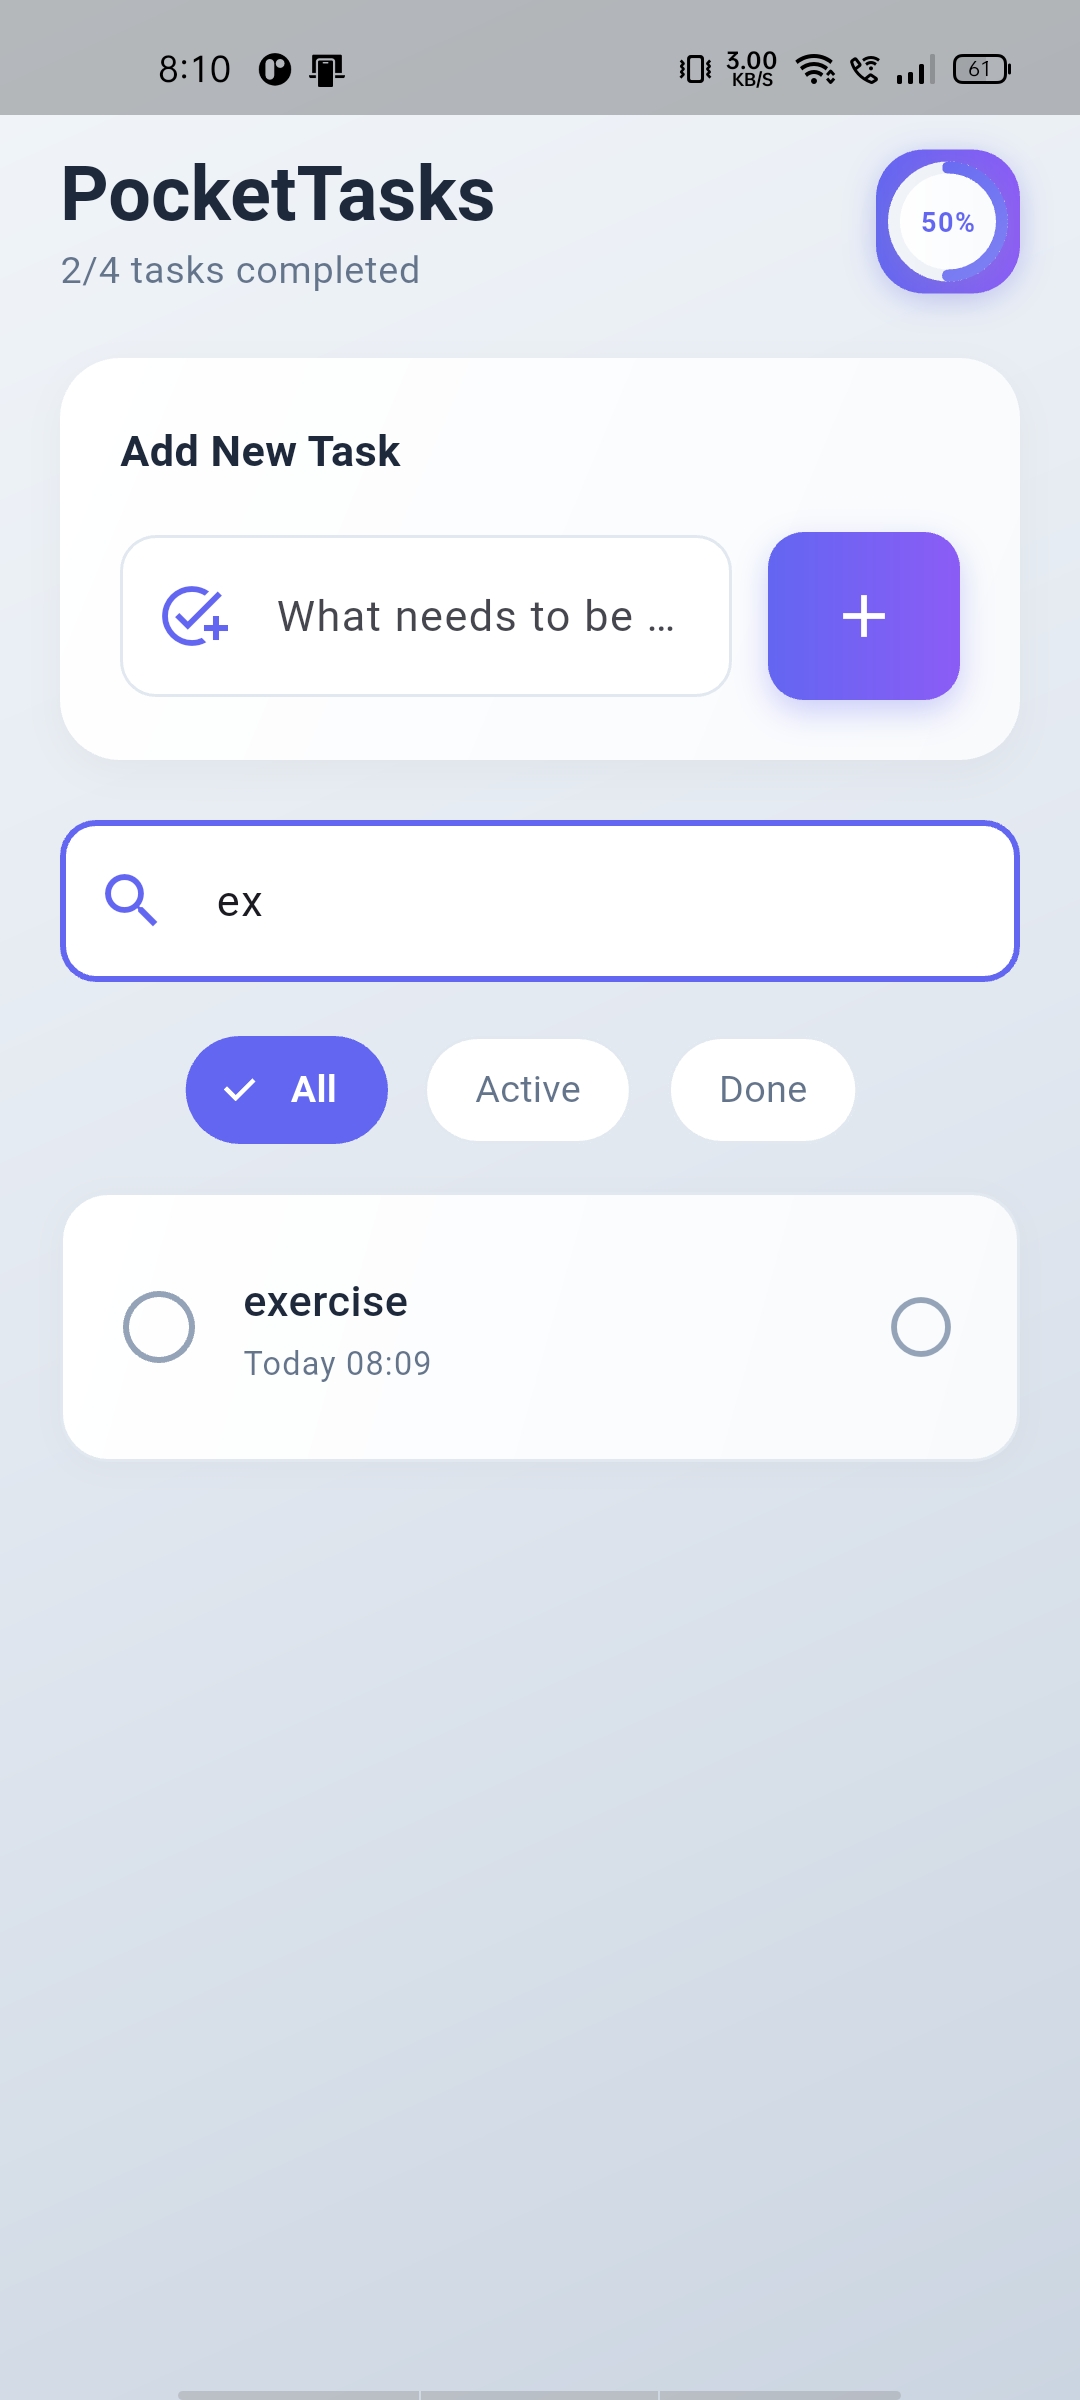 8:10 3.00 KB/S 61
PocketTasks
2/4 tasks completed
50%
Add New Task
What needs to be ...
ex
All Active Done
exercise
Today 08:09